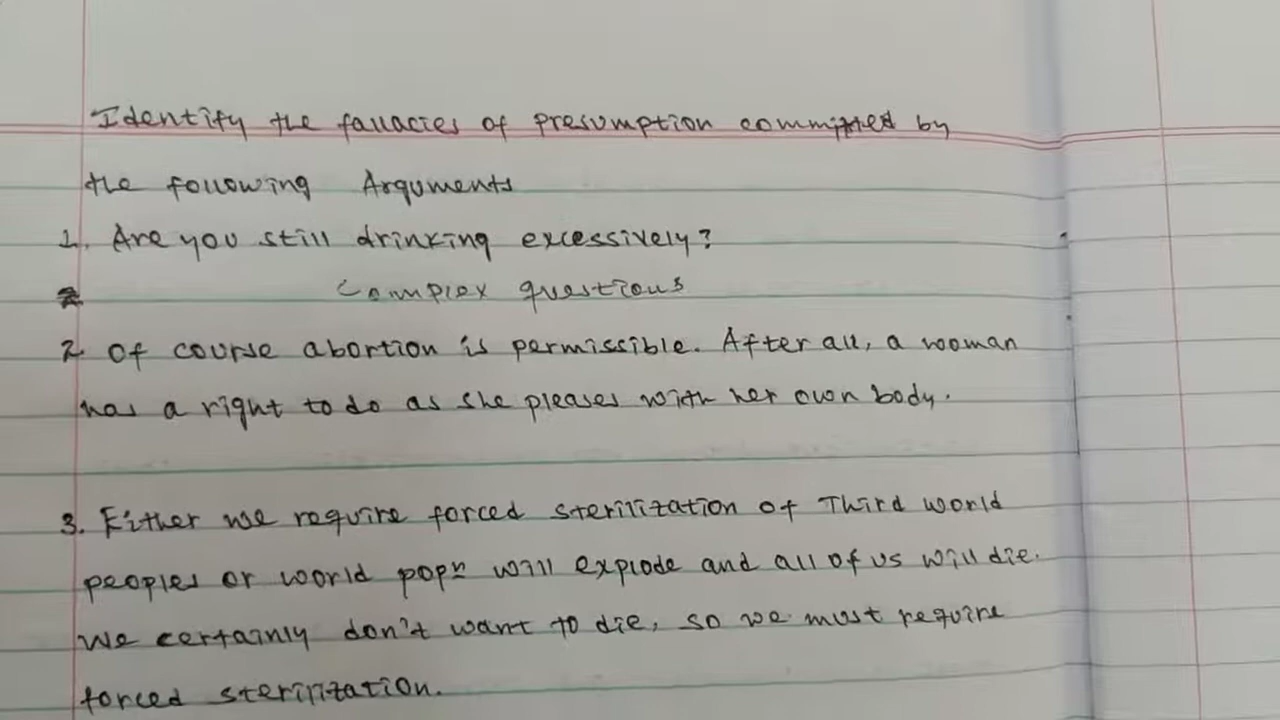 Identify the fallacies of presumption committed by
the following Arguments
1. Are you still drinking excessively?
complex questions
2. Of course abortion is permissible. After all, a woman
has a right to do as she pleases with her own body.
3. Either we require forced sterilization of Third world
peoples or world popn will explode and all of us will die.
We certainly don't want to die, so we must require
forced sterilization.